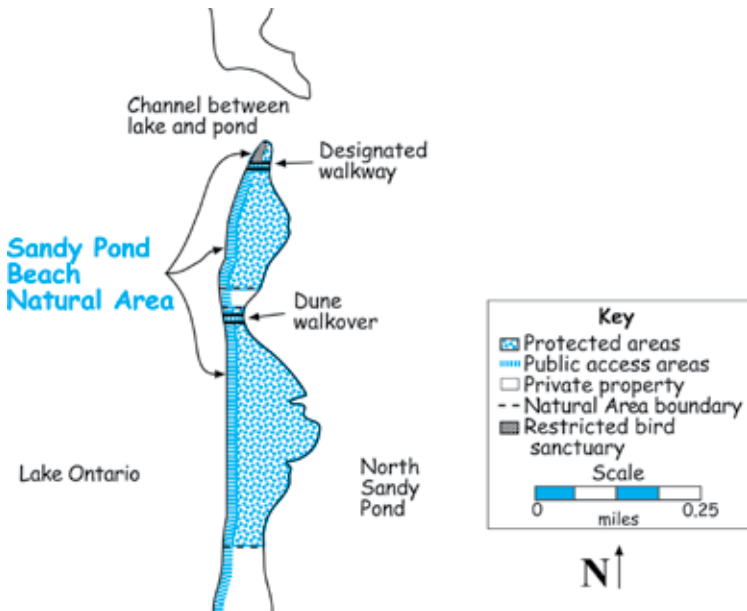 Channel between
lake and pond
Designated
walkway
Sandy Pond
Beach
Natural Area
Dune
walkover
Lake Ontario
North
Sandy
Pond
Key
Protected areas
Public access areas
Private property
Natural Area boundary
Restricted bird
sanctuary
Scale
0 0.25
miles
N